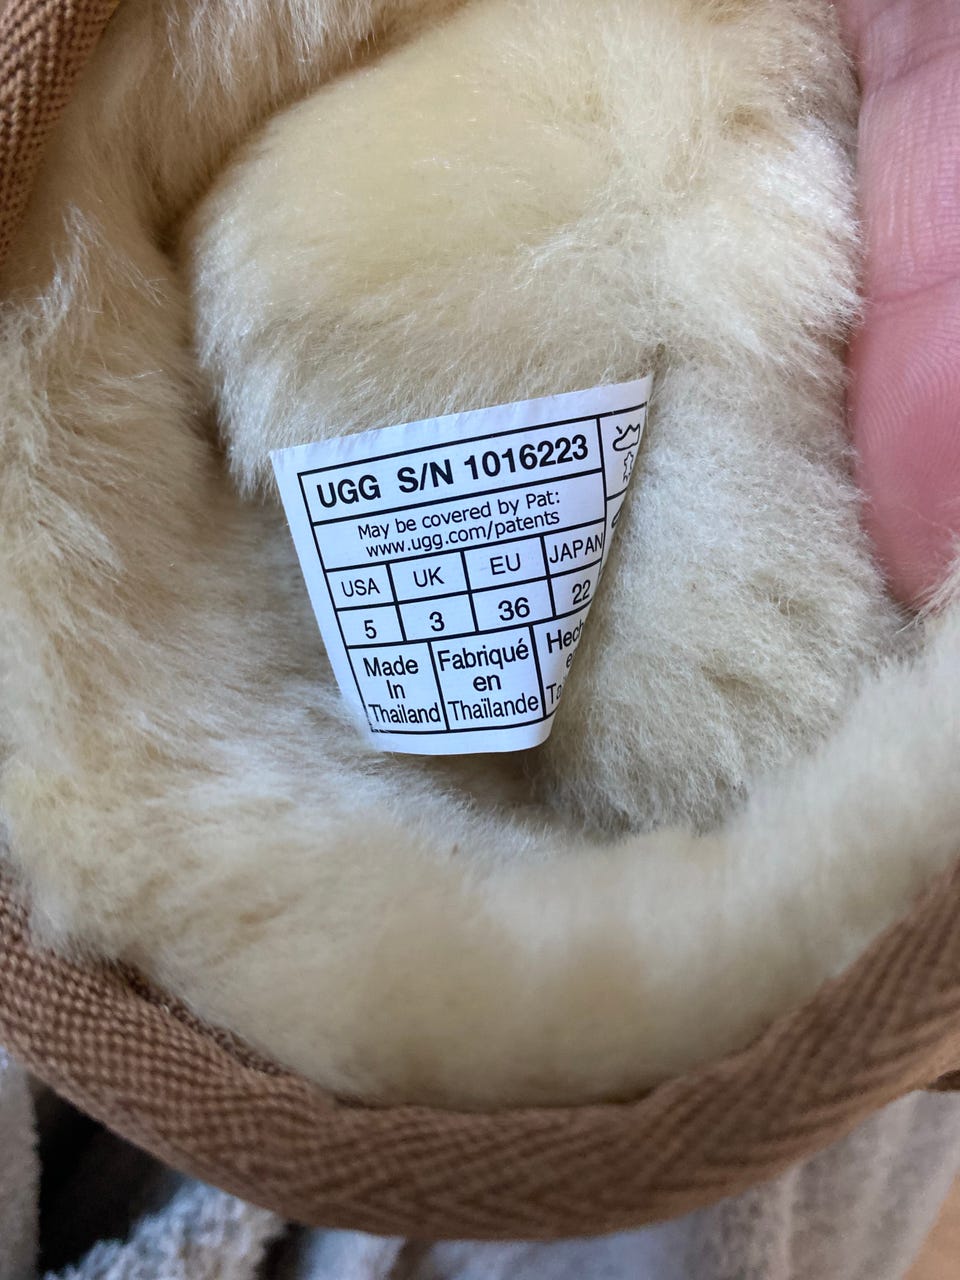 UGG S/N 1016223
May be covered by Pat:
www.ugg.com/patents
USA UK EU JAPAN
5 3 36 22
Made Fabriqué
In en
Thailand Thaïlande